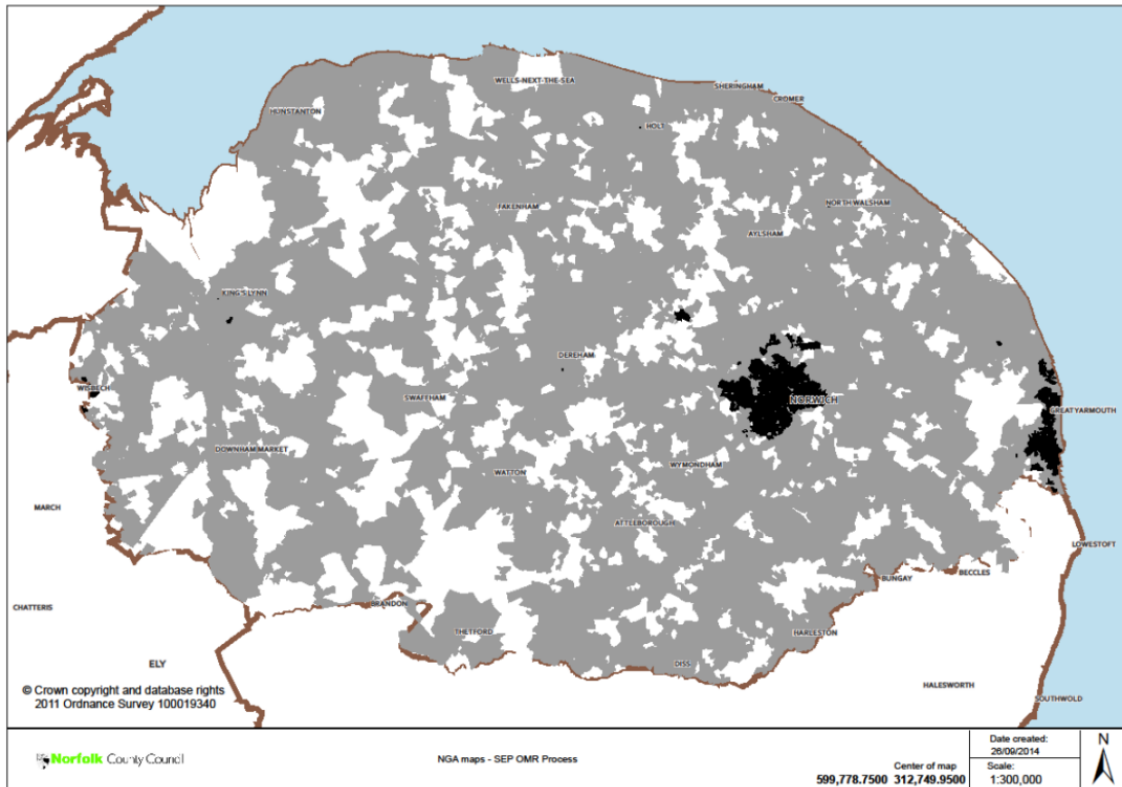 WELLS-NEXT-THE-SEA
SHERINGHAM
CROMER
HUNSTANTON
HOLT
FAKENHAM
NORTH WALSHAM
AYLSHAM
KING'S LYNN
DEREHAM
WISBECH
SWAFFHAM
NORWICH
GREAT YARMOUTH
DOWNHAM MARKET
WATTON
WYMONDHAM
MARCH
ATTLEBOROUGH
LOWESTOFT
BECCLES
BUNGAY
CHATTERIS
BRANDON
THETFORD
HARLESTON
ELY
DISS
HALESWORTH
SOUTHWOLD
© Crown copyright and database rights
2011 Ordnance Survey 100019340
Norfolk County Council
NGA maps - SEP OMR Process
Center of map
599,778.7500 312,749.9500
Date created:
26/09/2014
Scale:
1:300,000
N